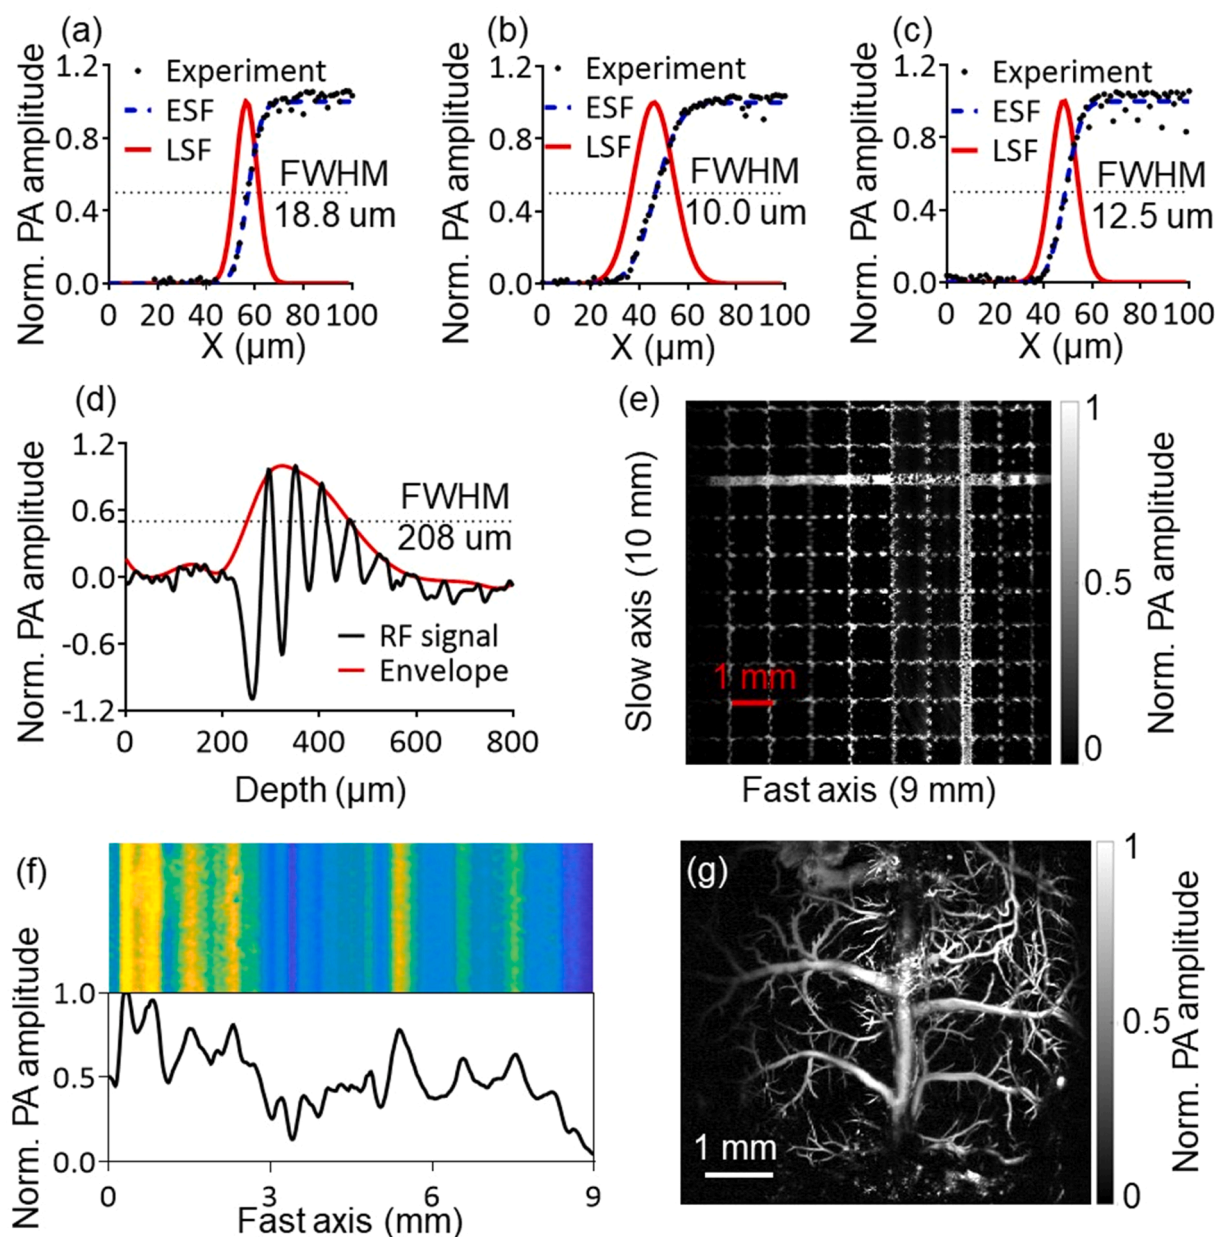 (a)
Norm. PA amplitude
1.2
0.8
0.4
0.0
Experiment
ESF
LSF
FWHM
18.8 um
0 20 40 60 80 100
X (µm)
(b)
Norm. PA amplitude
1.2
0.8
0.4
0.0
Experiment
ESF
LSF
FWHM
10.0 um
0 20 40 60 80 100
X (µm)
(c)
Norm. PA amplitude
1.2
0.8
0.4
0.0
Experiment
ESF
LSF
FWHM
12.5 um
0 20 40 60 80 100
X (µm)
(d)
Norm. PA amplitude
1.2
0.6
0.0
-0.6
-1.2
FWHM
208 um
RF signal
Envelope
0 200 400 600 800
Depth (µm)
(e)
Slow axis (10 mm)
1 mm
Fast axis (9 mm)
1
0.5
0
Norm. PA amplitude
(f)
Norm. PA amplitude
1.0
0.5
0.0
0 3 6 9
Fast axis (mm)
(g)
1 mm
1
0.5
0
Norm. PA amplitude